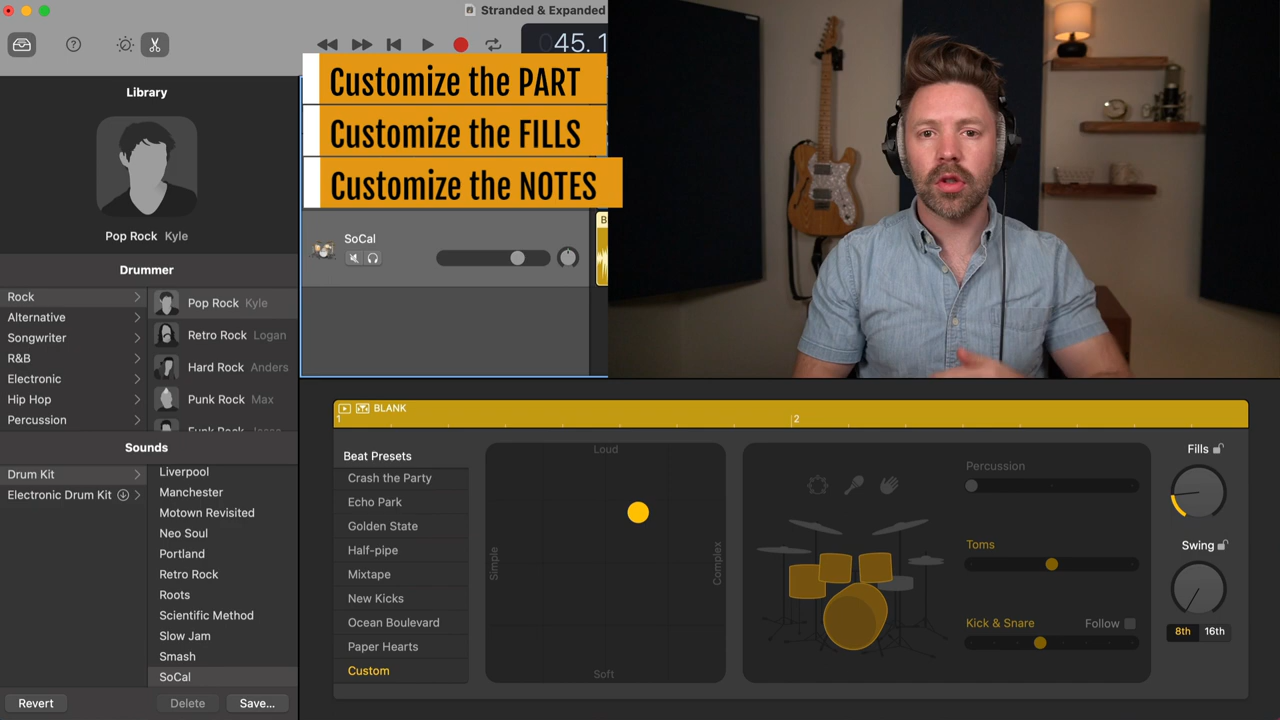 Stranded & Expanded
45. 1
Customize the PART
Customize the FILLS
Customize the NOTES
Library
Pop Rock Kyle
Drummer
Rock
Alternative
Songwriter
R&B
Electronic
Hip Hop
Percussion
Pop Rock Kyle
Retro Rock Logan
Hard Rock Anders
Punk Rock Max
Sounds
Drum Kit
Electronic Drum Kit
Liverpool
Manchester
Motown Revisited
Neo Soul
Portland
Retro Rock
Roots
Scientific Method
Slow Jam
Smash
SoCal
Revert
Delete
Save...
SoCal
B
BLANK
1
2
Beat Presets
Crash the Party
Echo Park
Golden State
Half-pipe
Mixtape
New Kicks
Ocean Boulevard
Paper Hearts
Custom
Loud
Simple
Complex
Soft
Percussion
Toms
Kick & Snare
Follow
Fills
Swing
8th
16th